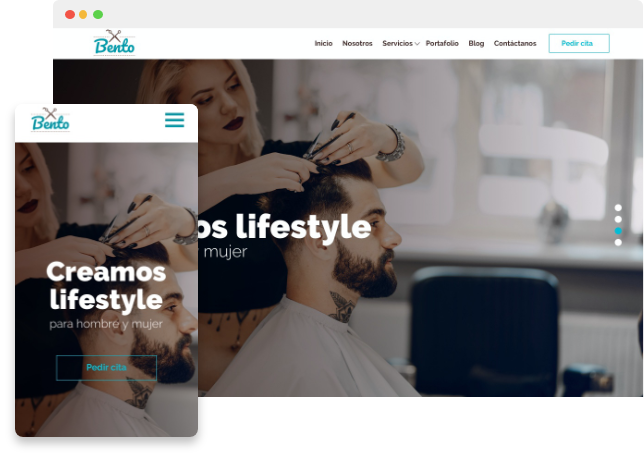 Bento
Inicio Nosotros Servicios Portafolio Blog Contáctanos Pedir cita
os lifestyle
mujer
Bento
Creamos
lifestyle
para hombre y mujer
Pedir cita